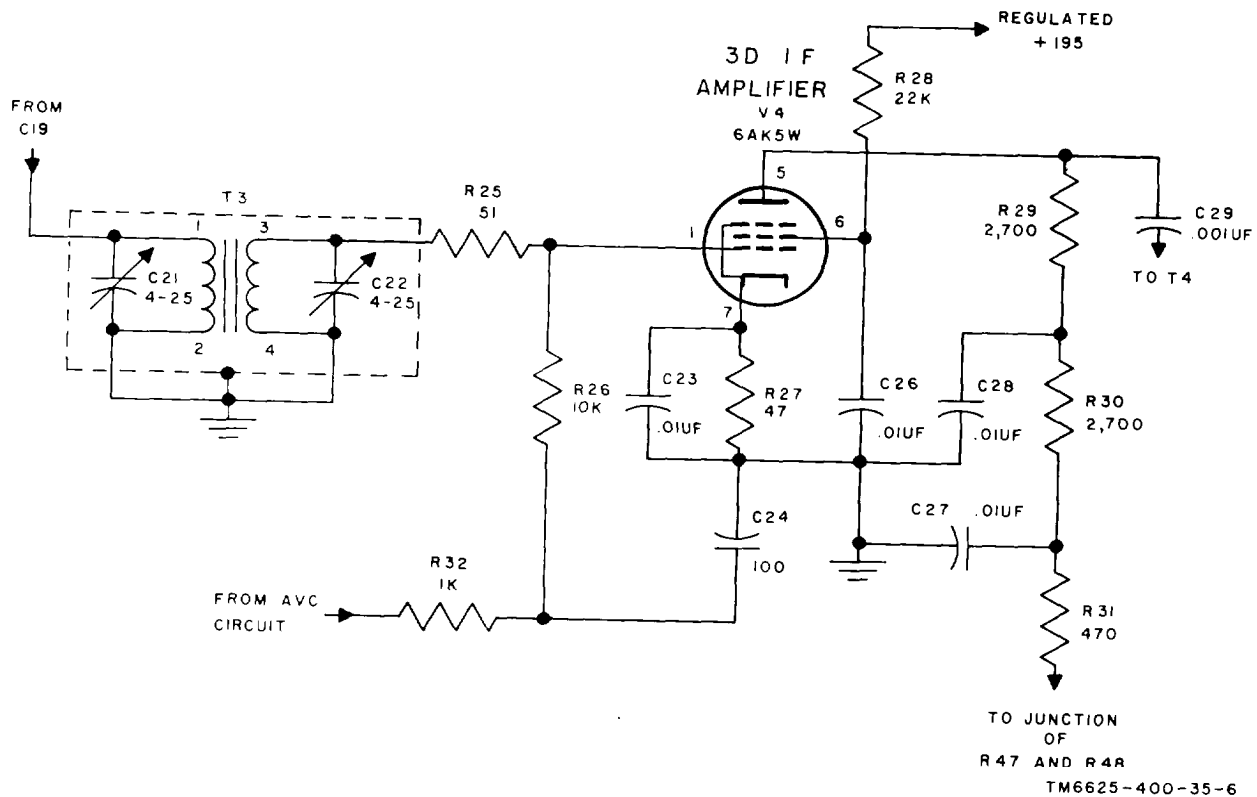 REGULATED
+195
3D IF
AMPLIFIER
V4
6AK5W
R28
22K
FROM
C19
T3
R25
51
5
1
6
7
R29
2,700
C29
.001UF
TO T4
1
3
C21
4-25
C22
4-25
2
4
R26
10K
C23
.01UF
R27
47
C26
.01UF
C28
.01UF
R30
2,700
C27
.01UF
C24
100
R32
1K
FROM AVC
CIRCUIT
R31
470
TO JUNCTION
OF
R47 AND R48
TM6625-400-35-6